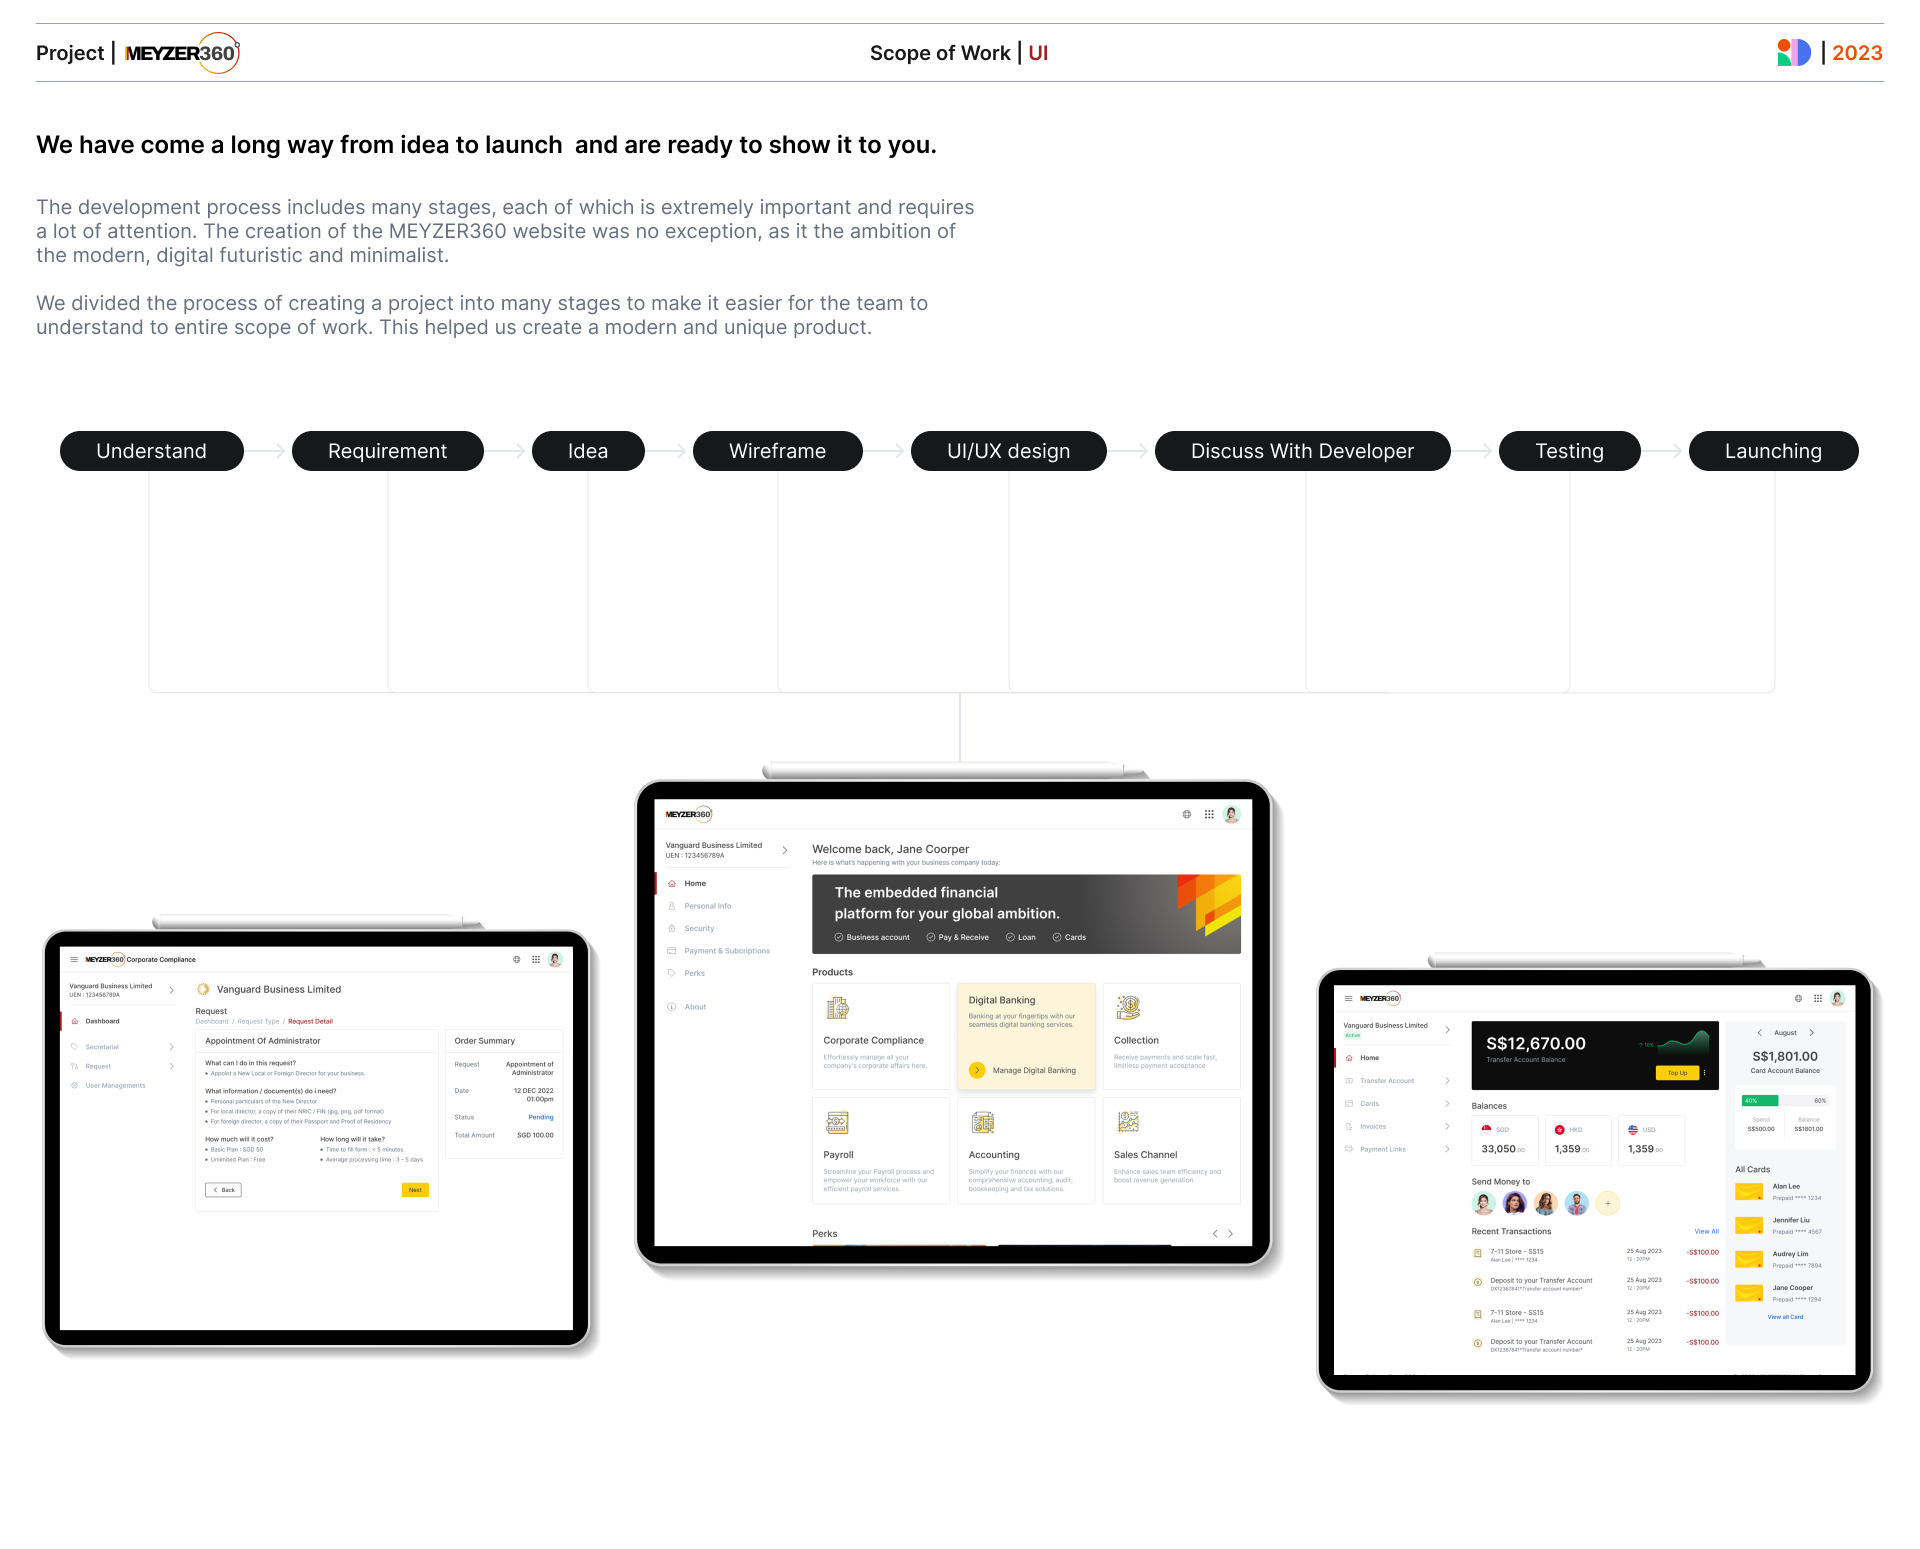 Project | MEYZER360
Scope of Work | UI
| 2023
We have come a long way from idea to launch  and are ready to show it to you.
The development process includes many stages, each of which is extremely important and requires
a lot of attention. The creation of the MEYZER360 website was no exception, as it the ambition of
the modern, digital futuristic and minimalist.
We divided the process of creating a project into many stages to make it easier for the team to
understand to entire scope of work. This helped us create a modern and unique product.
Understand
Requirement
Idea
Wireframe
UI/UX design
Discuss With Developer
Testing
Launching
MEYZER360 Corporate Compliance
Vanguard Business Limited
UEN : 123456789A
Dashboard
Secretarial
Request
User Managements
Vanguard Business Limited
Request
Dashboard / Request Type / Request Detail
Appointment Of Administrator
What can I do in this request?
• Appoint a New Local or Foreign Director for your business.
What information / document(s) do i need?
• Personal particulars of the New Director
• For local director, a copy of their NRIC / FIN (jpg, png, pdf format)
• For foreign director, a copy of their Passport and Proof of Residency
How much will it cost?
• Basic Plan : SGD 50
• Unlimited Plan : Free
How long will it take?
• Time to fill form : < 5 minutes.
• Average processing time : 3 - 5 days
Back
Next
Order Summary
Request
Appointment of
Administrator
Date
12 DEC 2022
01:00pm
Status
Pending
Total Amount
SGD 100.00
MEYZER360
Vanguard Business Limited
UEN : 123456789A
Home
Personal Info
Security
Payment & Subcriptions
Perks
About
Welcome back, Jane Coorper
Here is what's happening with your business company today:
The embedded financial
platform for your global ambition.
Business account
Pay & Receive
Loan
Cards
Products
Corporate Compliance
Effortlessly manage all your
company's corporate affairs here.
Digital Banking
Banking at your fingertips with our
seamless digital banking services.
Manage Digital Banking
Collection
Receive payments and scale fast,
limitless payment acceptance
Payroll
Streamline your Payroll process and
empower your workforce with our
efficient payroll services.
Accounting
Simplify your finances with our
comprehensive accounting, audit,
bookkeeping and tax solutions.
Sales Channel
Enhance sales team efficiency and
boost revenue generation
Perks
MEYZER360
Vanguard Business Limited
Active
Home
Transfer Account
Cards
Invoices
Payment Links
S$12,670.00
Transfer Account Balance
10%
Top Up
Balances
SGD
33,050.00
HKD
1,359.00
USD
1,359.00
Send Money to
Recent Transactions
View All
7-11 Store - SS15
Alan Lee | **** 1234
25 Aug 2023
12 : 20PM
-S$100.00
Deposit to your Transfer Account
DX12367841*Transfer account number*
25 Aug 2023
12 : 20PM
-S$100.00
7-11 Store - SS15
Alan Lee | **** 1234
25 Aug 2023
12 : 20PM
-S$100.00
Deposit to your Transfer Account
DX12367841*Transfer account number*
25 Aug 2023
12 : 20PM
-S$100.00
August
S$1,801.00
Card Account Balance
40%
60%
Spend
S$500.00
Balance
S$1801.00
All Cards
Alan Lee
Prepaid **** 1234
Jennifer Liu
Prepaid **** 4567
Audrey Lim
Prepaid **** 7894
Jane Cooper
Prepaid **** 1294
View all Card